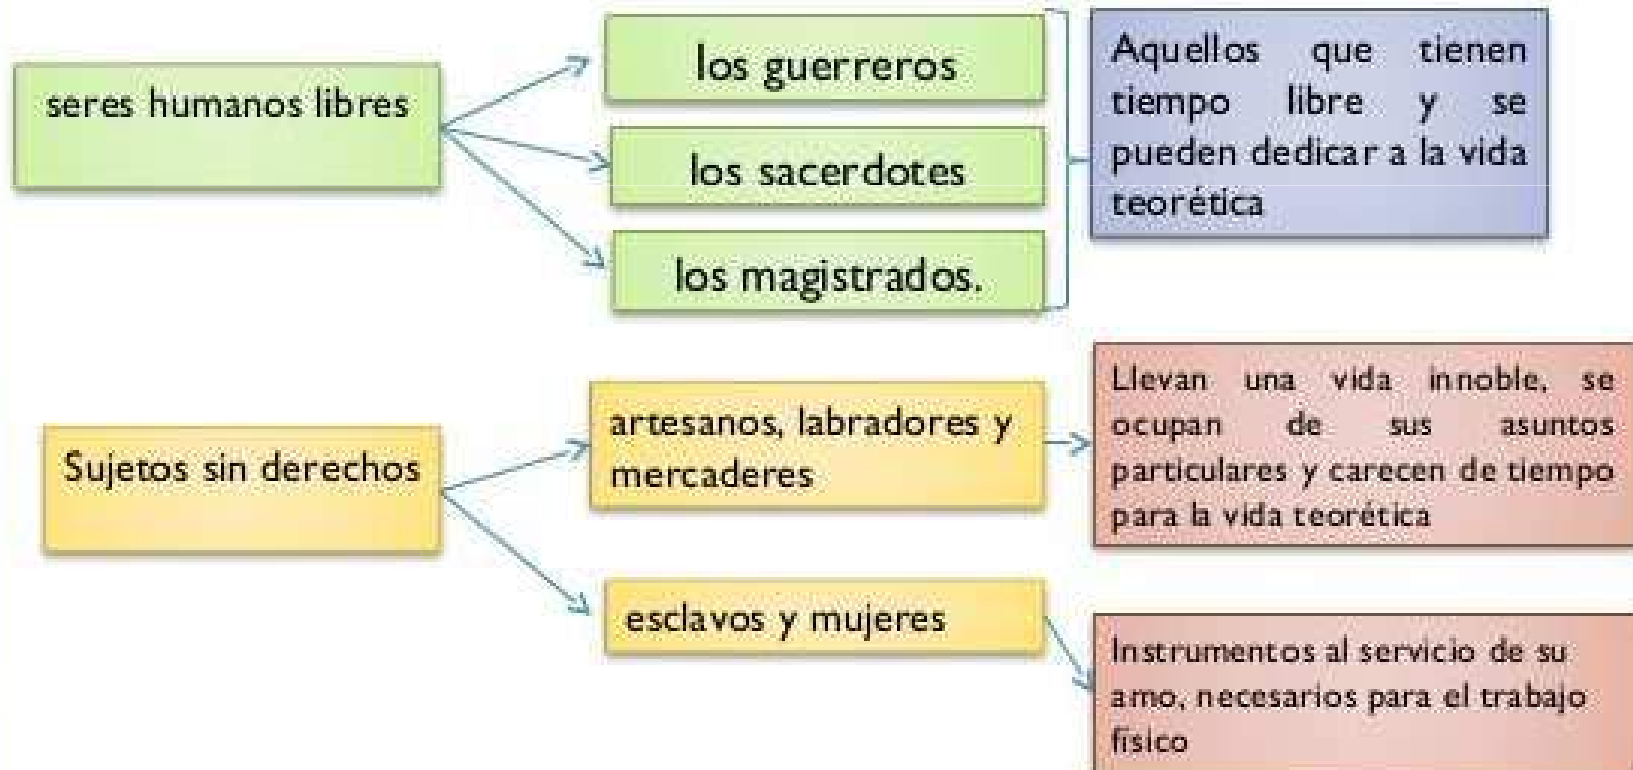 seres humanos libres
los guerreros
los sacerdotes
los magistrados.
Aquellos que tienen
tiempo libre y se
pueden dedicar a la vida
teorética
Sujetos sin derechos
artesanos, labradores y
mercaderes
Llevan una vida innoble, se
ocupan de sus asuntos
particulares y carecen de tiempo
para la vida teorética
esclavos y mujeres
Instrumentos al servicio de su
amo, necesarios para el trabajo
físico